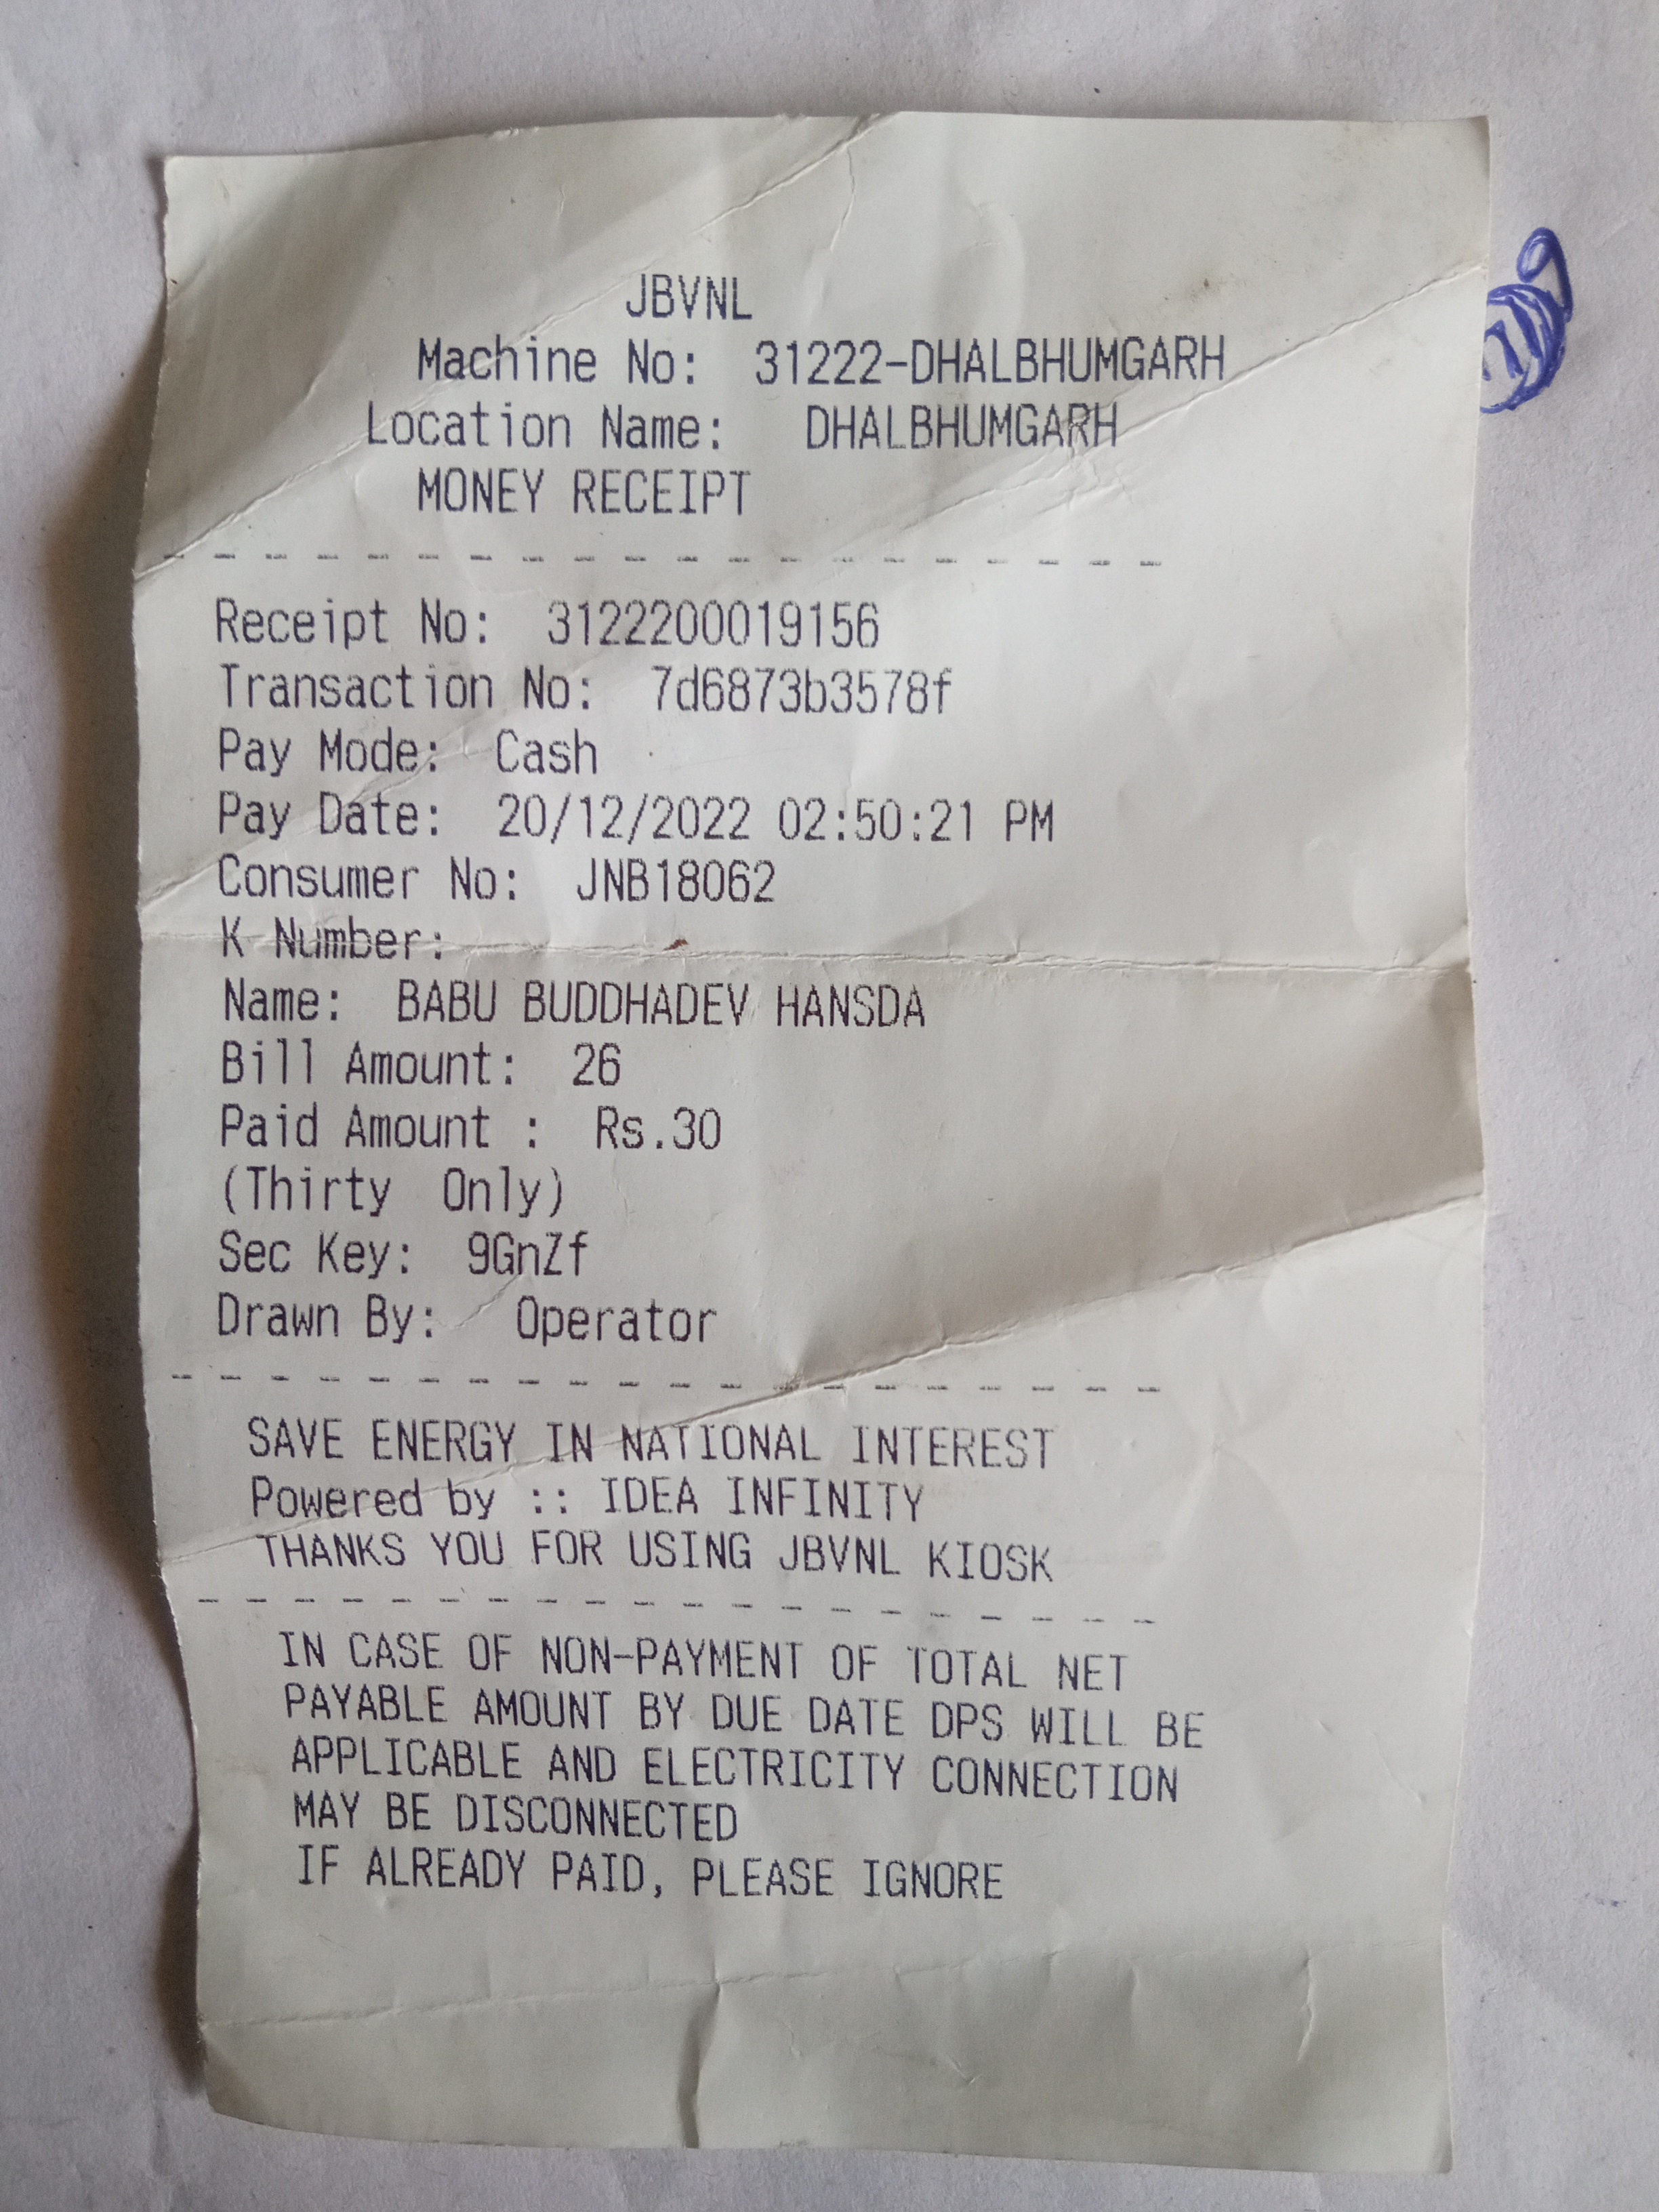 JBVNL
Machine No: 31222-DHALBHUMGARH
Location Name: DHALBHUMGARH
MONEY RECEIPT
- - - - - - - - - - - - - - - - - - - -
Receipt No: 3122200019156
Transaction No: 7d6873b3578f
Pay Mode: Cash
Pay Date: 20/12/2022 02:50:21 PM
Consumer No: JNB18062
K Number:
Name: BABU BUDDHADEV HANSDA
Bill Amount: 26
Paid Amount : Rs.30
(Thirty Only)
Sec Key: 9GnZf
Drawn By: Operator
- - - - - - - - - - - - - - - - - - - -
SAVE ENERGY IN NATIONAL INTEREST
Powered by :: IDEA INFINITY
THANKS YOU FOR USING JBVNL KIOSK
- - - - - - - - - - - - - - - - - - - -
IN CASE OF NON-PAYMENT OF TOTAL NET
PAYABLE AMOUNT BY DUE DATE DPS WILL BE
APPLICABLE AND ELECTRICITY CONNECTION
MAY BE DISCONNECTED
IF ALREADY PAID, PLEASE IGNORE